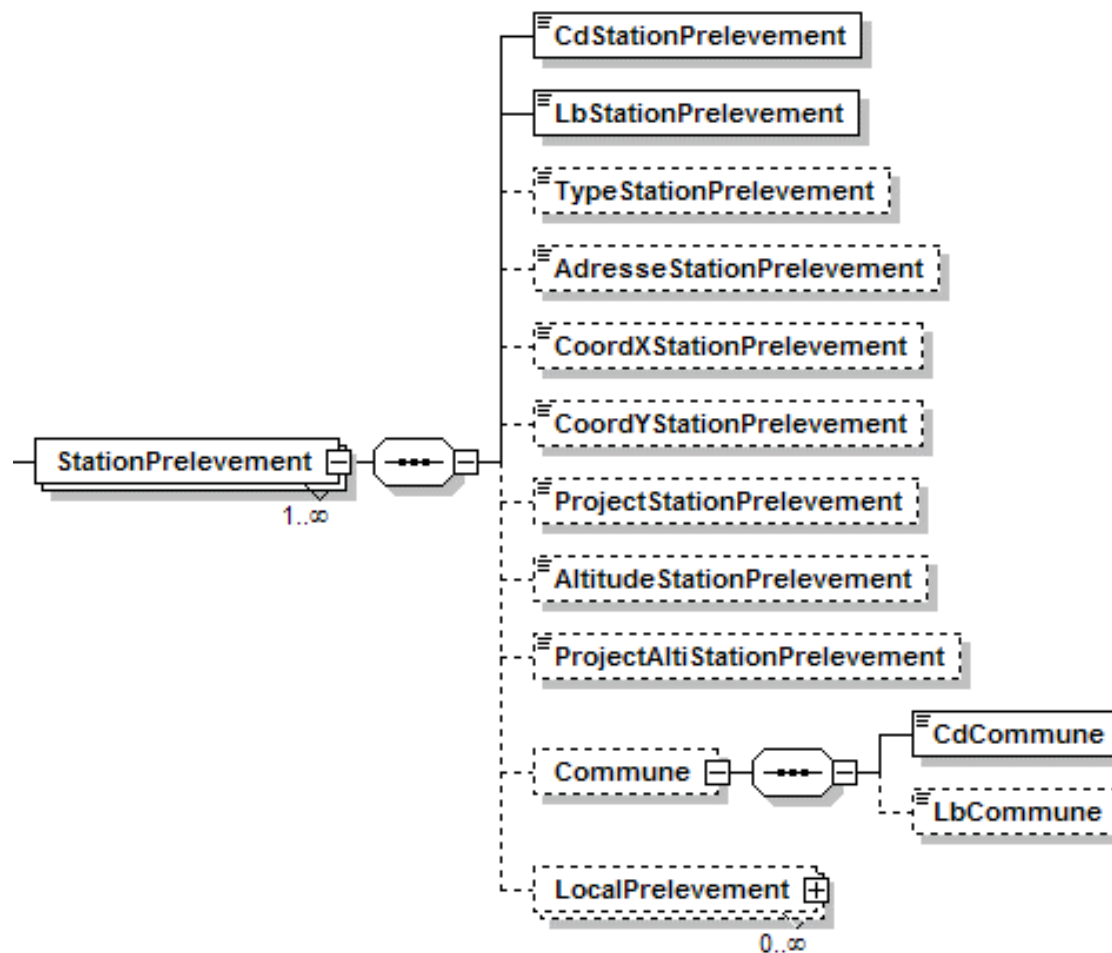 CdStationPrelevement
LbStationPrelevement
TypeStationPrelevement
AdresseStationPrelevement
CoordXStationPrelevement
CoordYStationPrelevement
StationPrelevement
1..∞
ProjectStationPrelevement
AltitudeStationPrelevement
ProjectAltiStationPrelevement
Commune
CdCommune
LbCommune
LocalPrelevement
0..∞